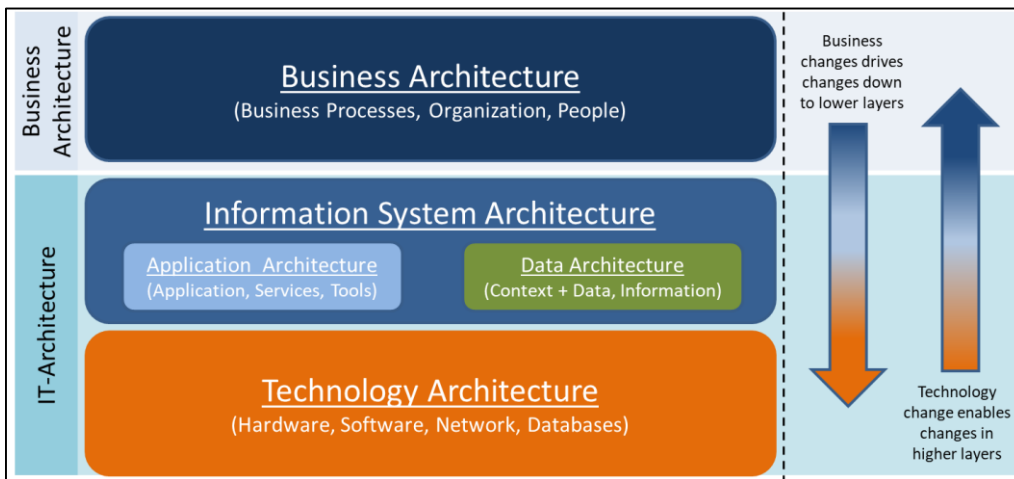 Business
Architecture
Business Architecture
(Business Processes, Organization, People)
Business
changes drives
changes down
to lower layers
IT-Architecture
Information System Architecture
Application Architecture
(Application, Services, Tools)
Data Architecture
(Context + Data, Information)
Technology Architecture
(Hardware, Software, Network, Databases)
Technology
change enables
changes in
higher layers